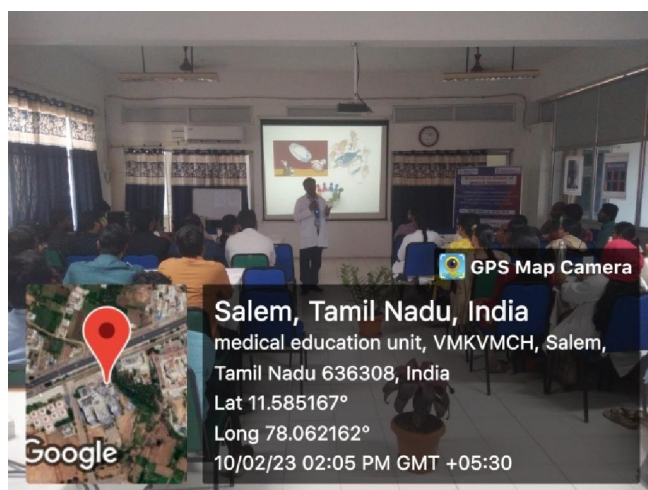 GPS Map Camera
Salem, Tamil Nadu, India
medical education unit, VMKVMCH, Salem,
Tamil Nadu 636308, India
Lat 11.585167°
Long 78.062162°
10/02/23 02:05 PM GMT +05:30
Google